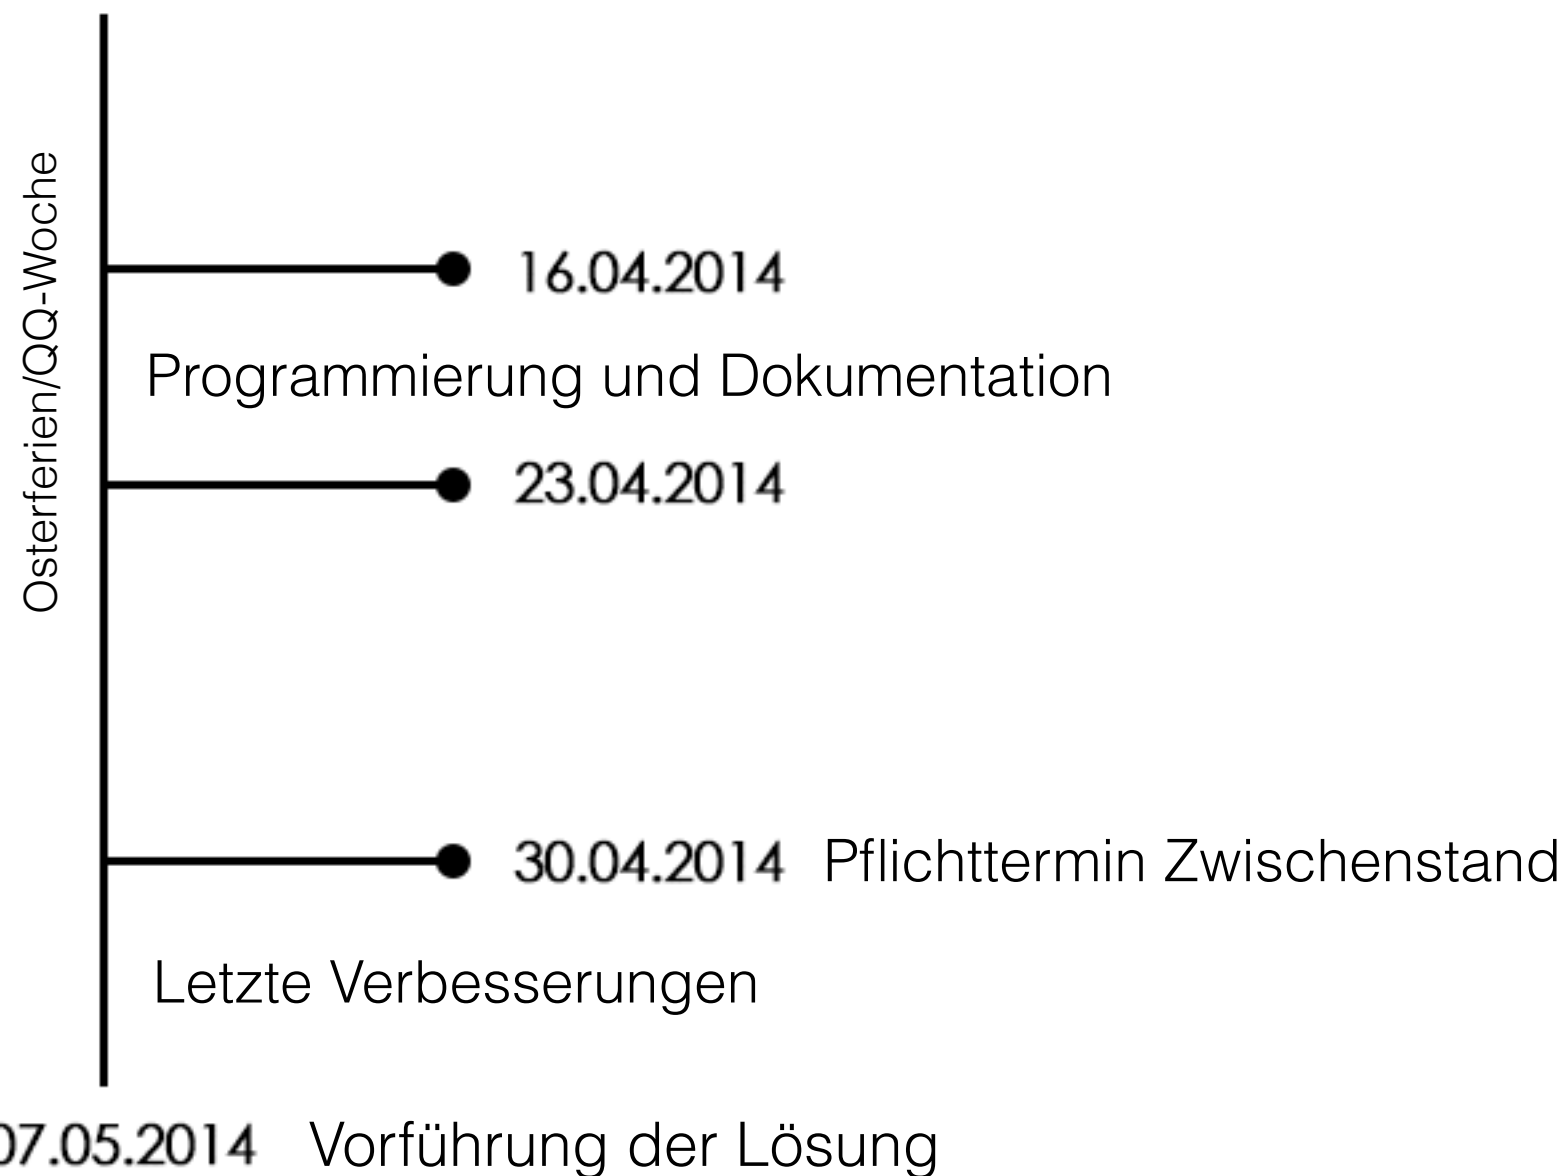 Osterferien/QQ-Woche
16.04.2014
Programmierung und Dokumentation
23.04.2014
30.04.2014 Pflichttermin Zwischenstand
Letzte Verbesserungen
07.05.2014 Vorführung der Lösung